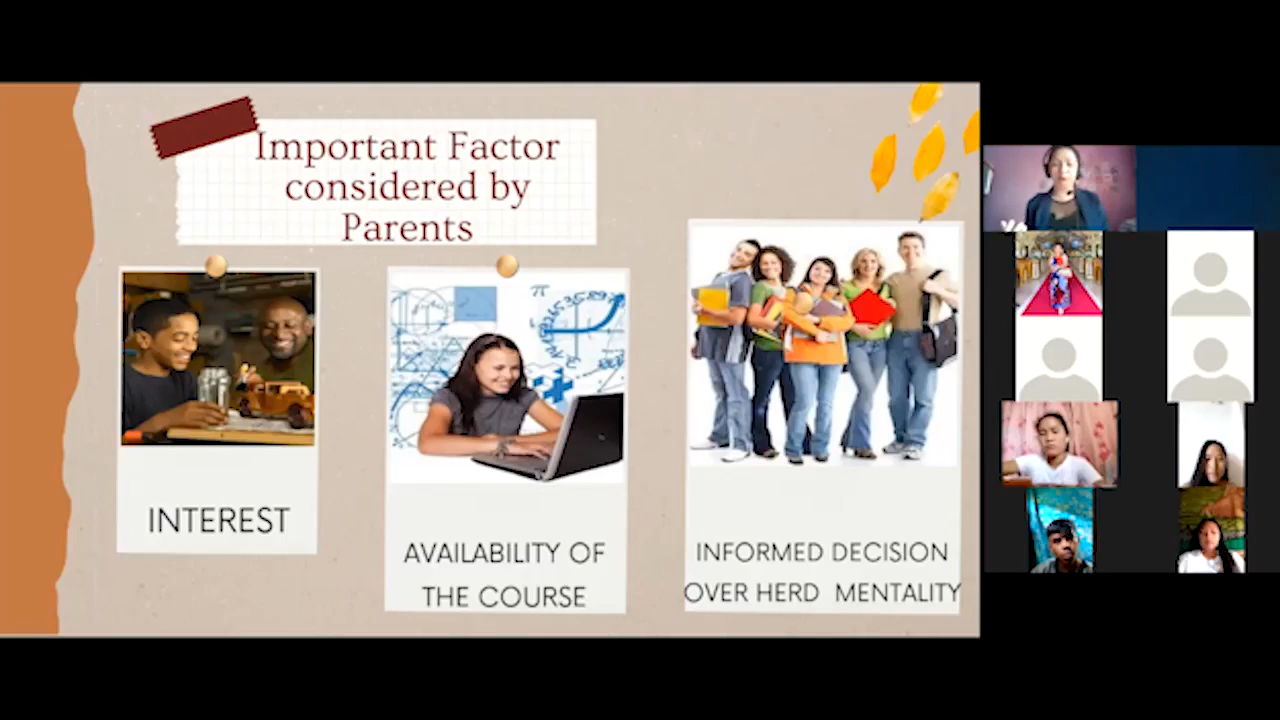 Important Factor
considered by
Parents
INTEREST
AVAILABILITY OF
THE COURSE
INFORMED DECISION
OVER HERD MENTALITY